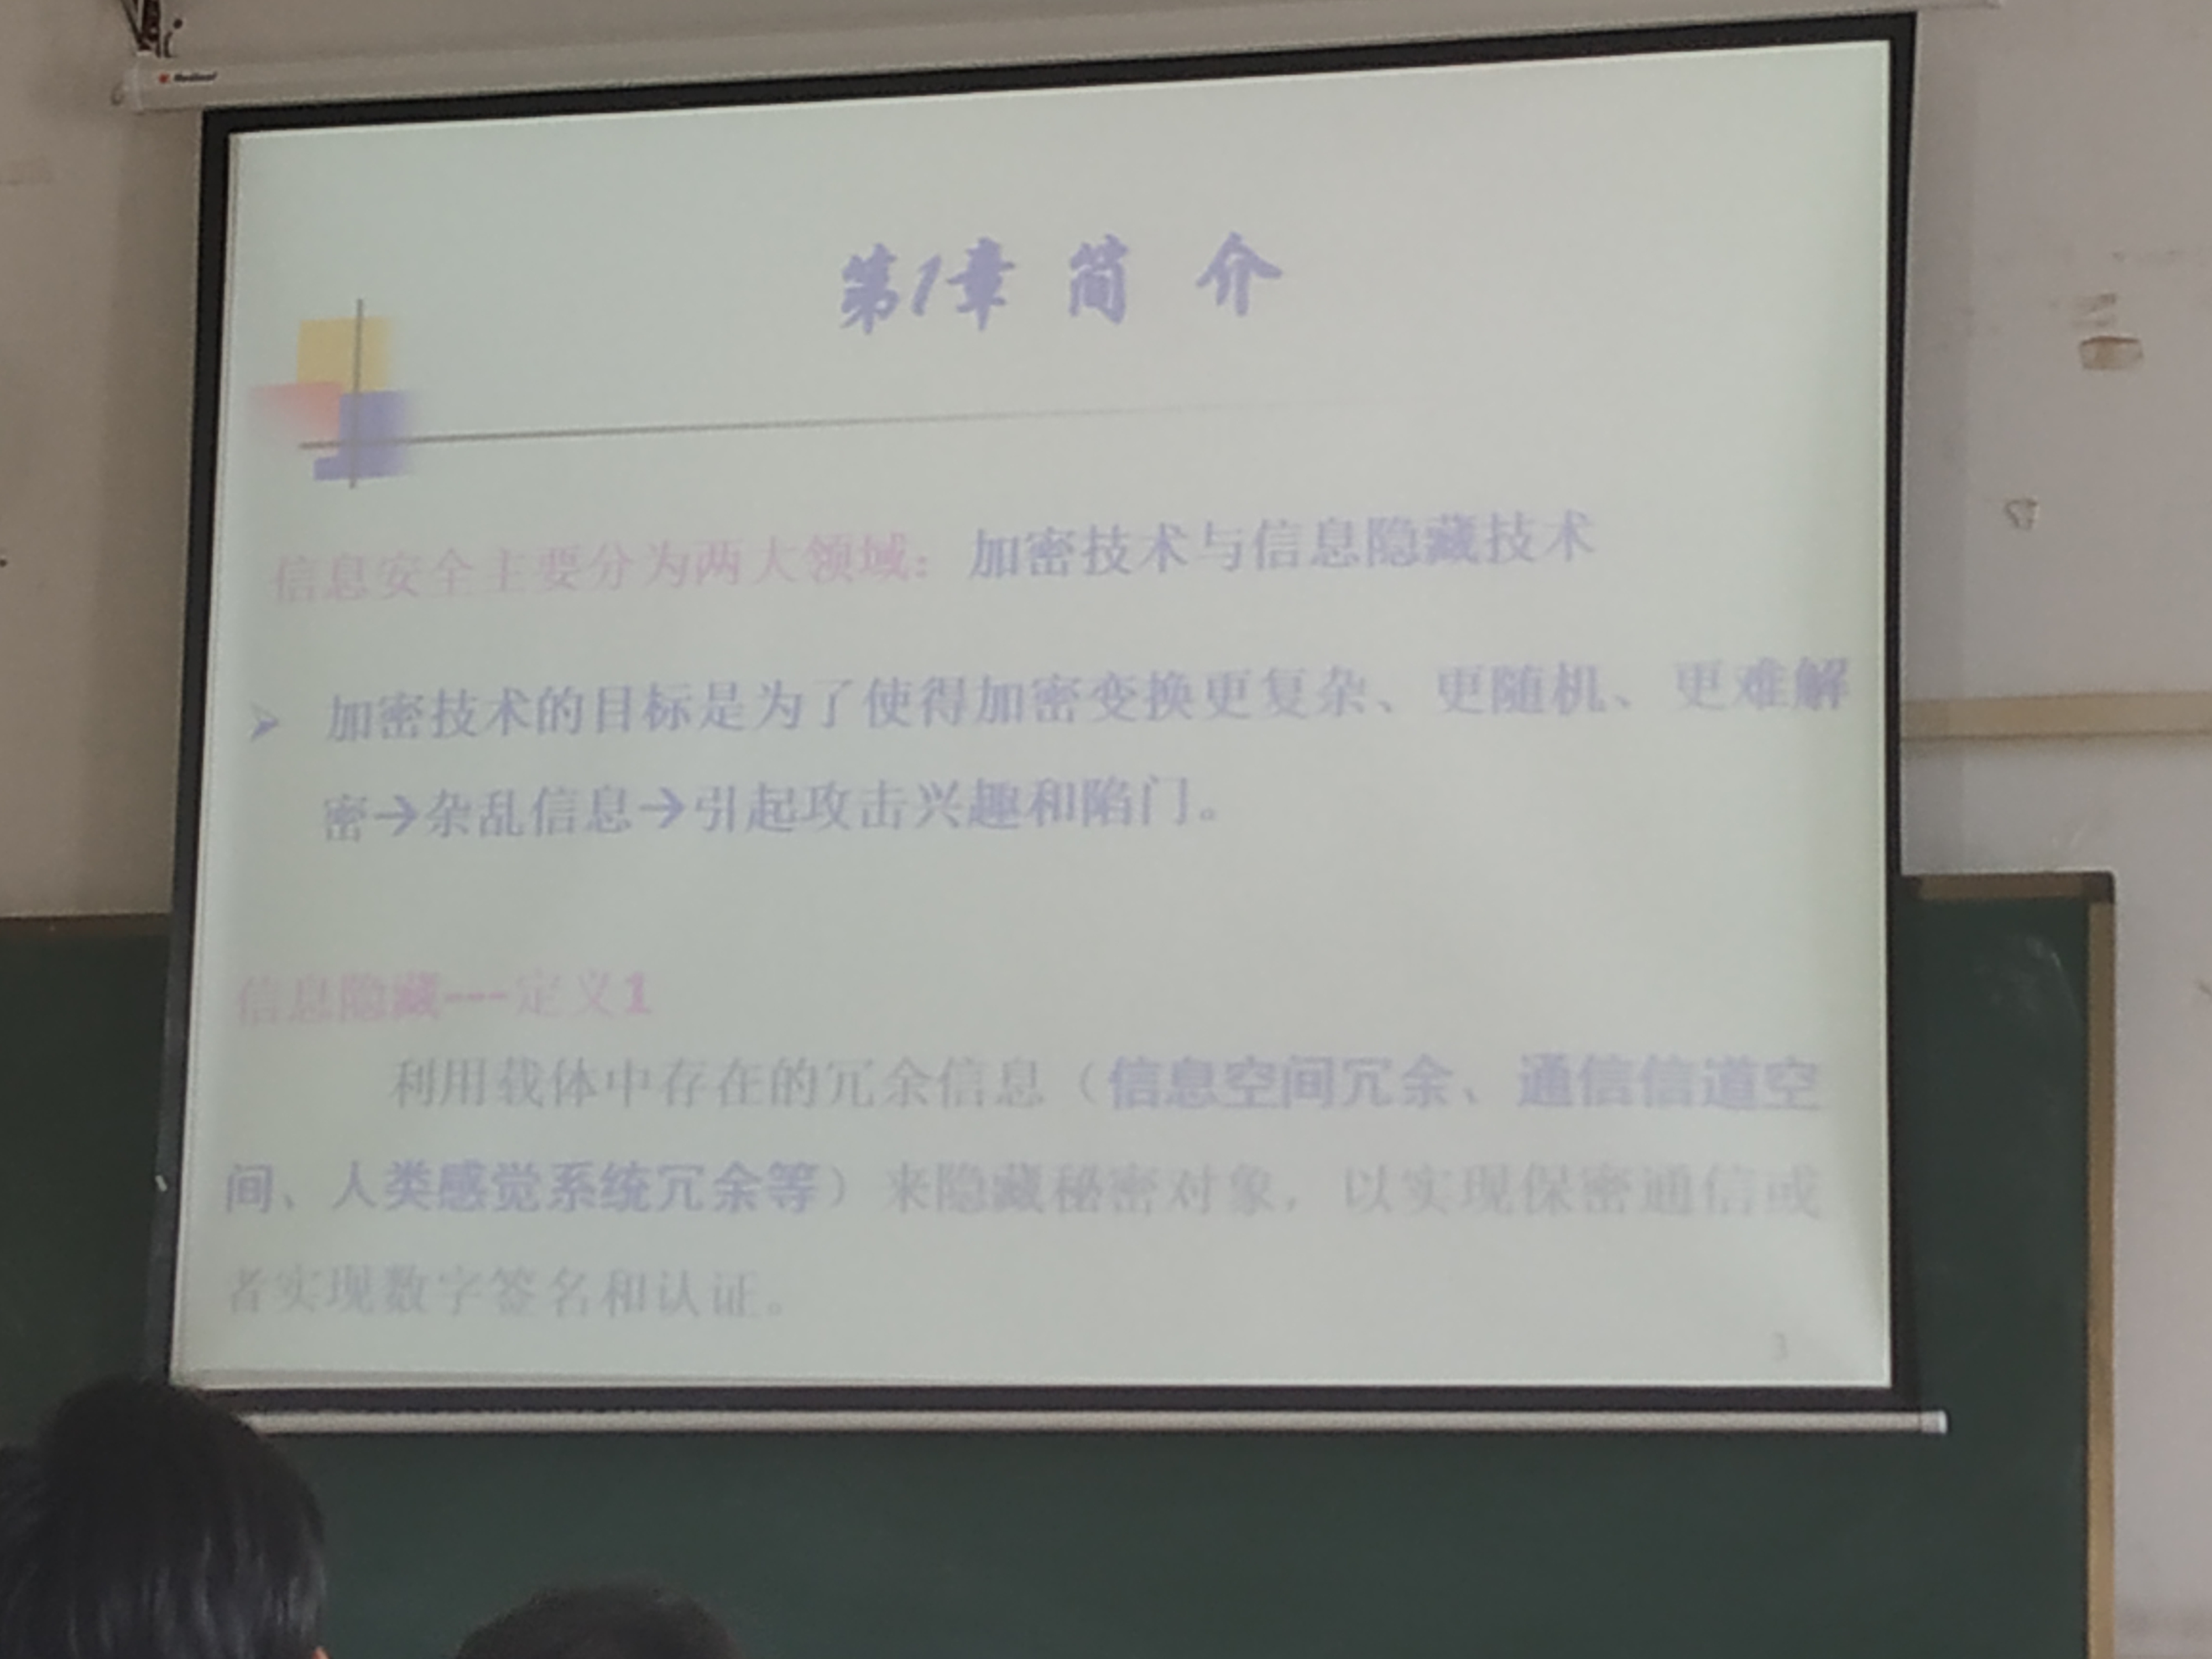 第1章 简 介
信息安全主要分为两大领域：加密技术与信息隐藏技术
➢ 加密技术的目标是为了使得加密变换更复杂、更随机、更难解
密→杂乱信息→引起攻击兴趣和陷门。
信息隐藏---定义1
利用载体中存在的冗余信息（信息空间冗余、通信信道空
间、人类感觉系统冗余等）来隐藏秘密对象，以实现保密通信或
者实现数字签名和认证。
3